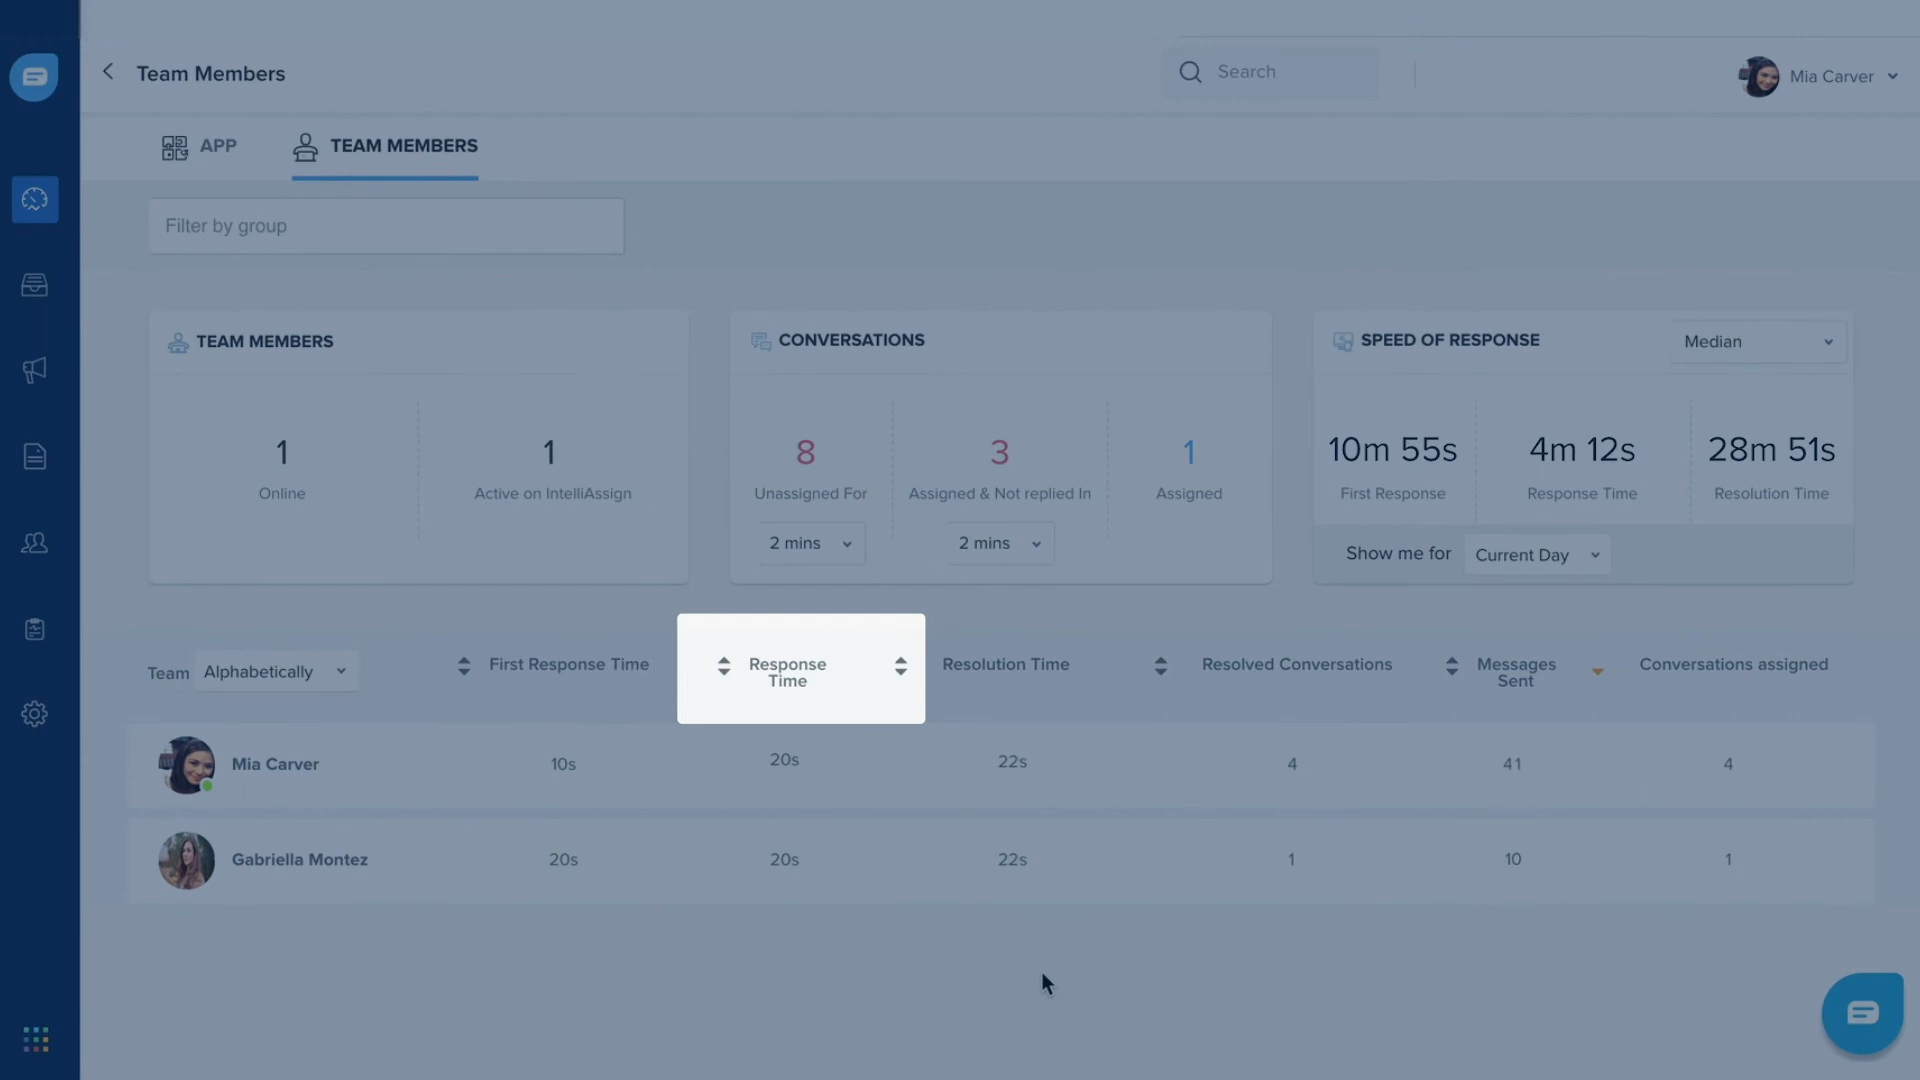 Team Members
Search
Mia Carver
APP
TEAM MEMBERS
Filter by group
TEAM MEMBERS
1
Online
1
Active on IntelliAssign
CONVERSATIONS
8
Unassigned For
2 mins
3
Assigned & Not replied In
2 mins
1
Assigned
SPEED OF RESPONSE
Median
10m 55s
First Response
4m 12s
Response Time
28m 51s
Resolution Time
Show me for
Current Day
Team
Alphabetically
First Response Time
Response
Time
Resolution Time
Resolved Conversations
Messages
Sent
Conversations assigned
Mia Carver
10s
20s
22s
4
41
4
Gabriella Montez
20s
20s
22s
1
10
1